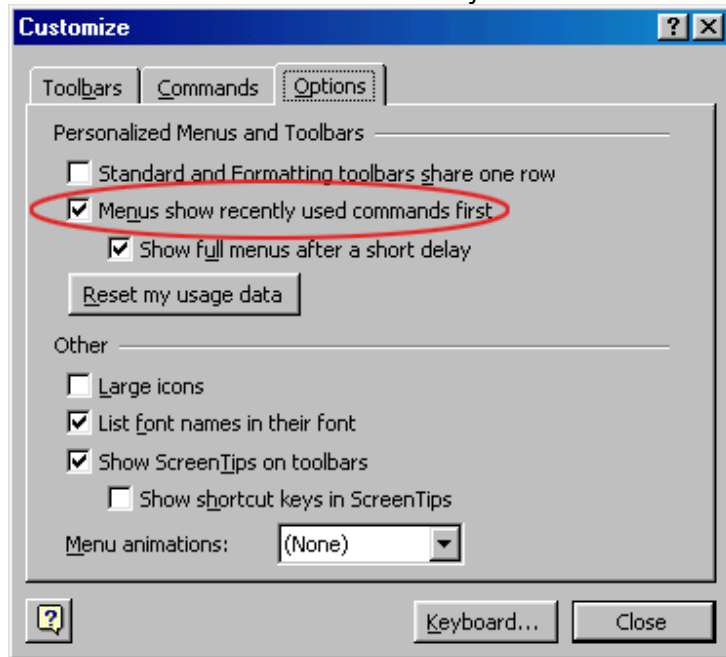 Customize
Toolbars Commands Options
Personalized Menus and Toolbars
Standard and Formatting toolbars share one row
Menus show recently used commands first
Show full menus after a short delay
Reset my usage data
Other
Large icons
List font names in their font
Show ScreenTips on toolbars
Show shortcut keys in ScreenTips
Menu animations: (None)
Keyboard... Close